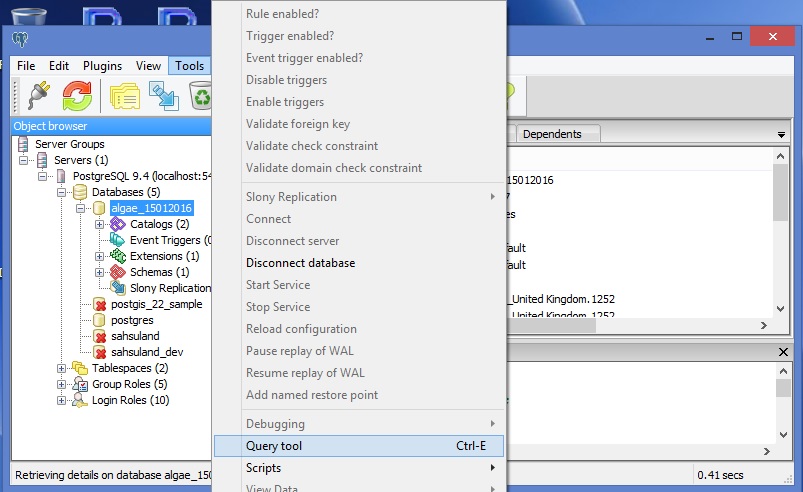 File Edit Plugins View Tools
Object browser
Server Groups
Servers (1)
PostgreSQL 9.4 (localhost:54
Databases (5)
algae_15012016
Catalogs (2)
Event Triggers (0
Extensions (1)
Schemas (1)
Slony Replication
postgis_22_sample
postgres
sahsuland
sahsuland_dev
Tablespaces (2)
Group Roles (5)
Login Roles (10)
Retrieving details on database algae_150
Rule enabled?
Trigger enabled?
Event trigger enabled?
Disable triggers
Enable triggers
Validate foreign key
Validate check constraint
Validate domain check constraint
Slony Replication
Connect
Disconnect server
Disconnect database
Start Service
Stop Service
Reload configuration
Pause replay of WAL
Resume replay of WAL
Add named restore point
Debugging
Query tool Ctrl-E
Scripts
View Data
Dependents
15012016
7
es
fault
fault
_United Kingdom.1252
_United Kingdom.1252
0.41 secs